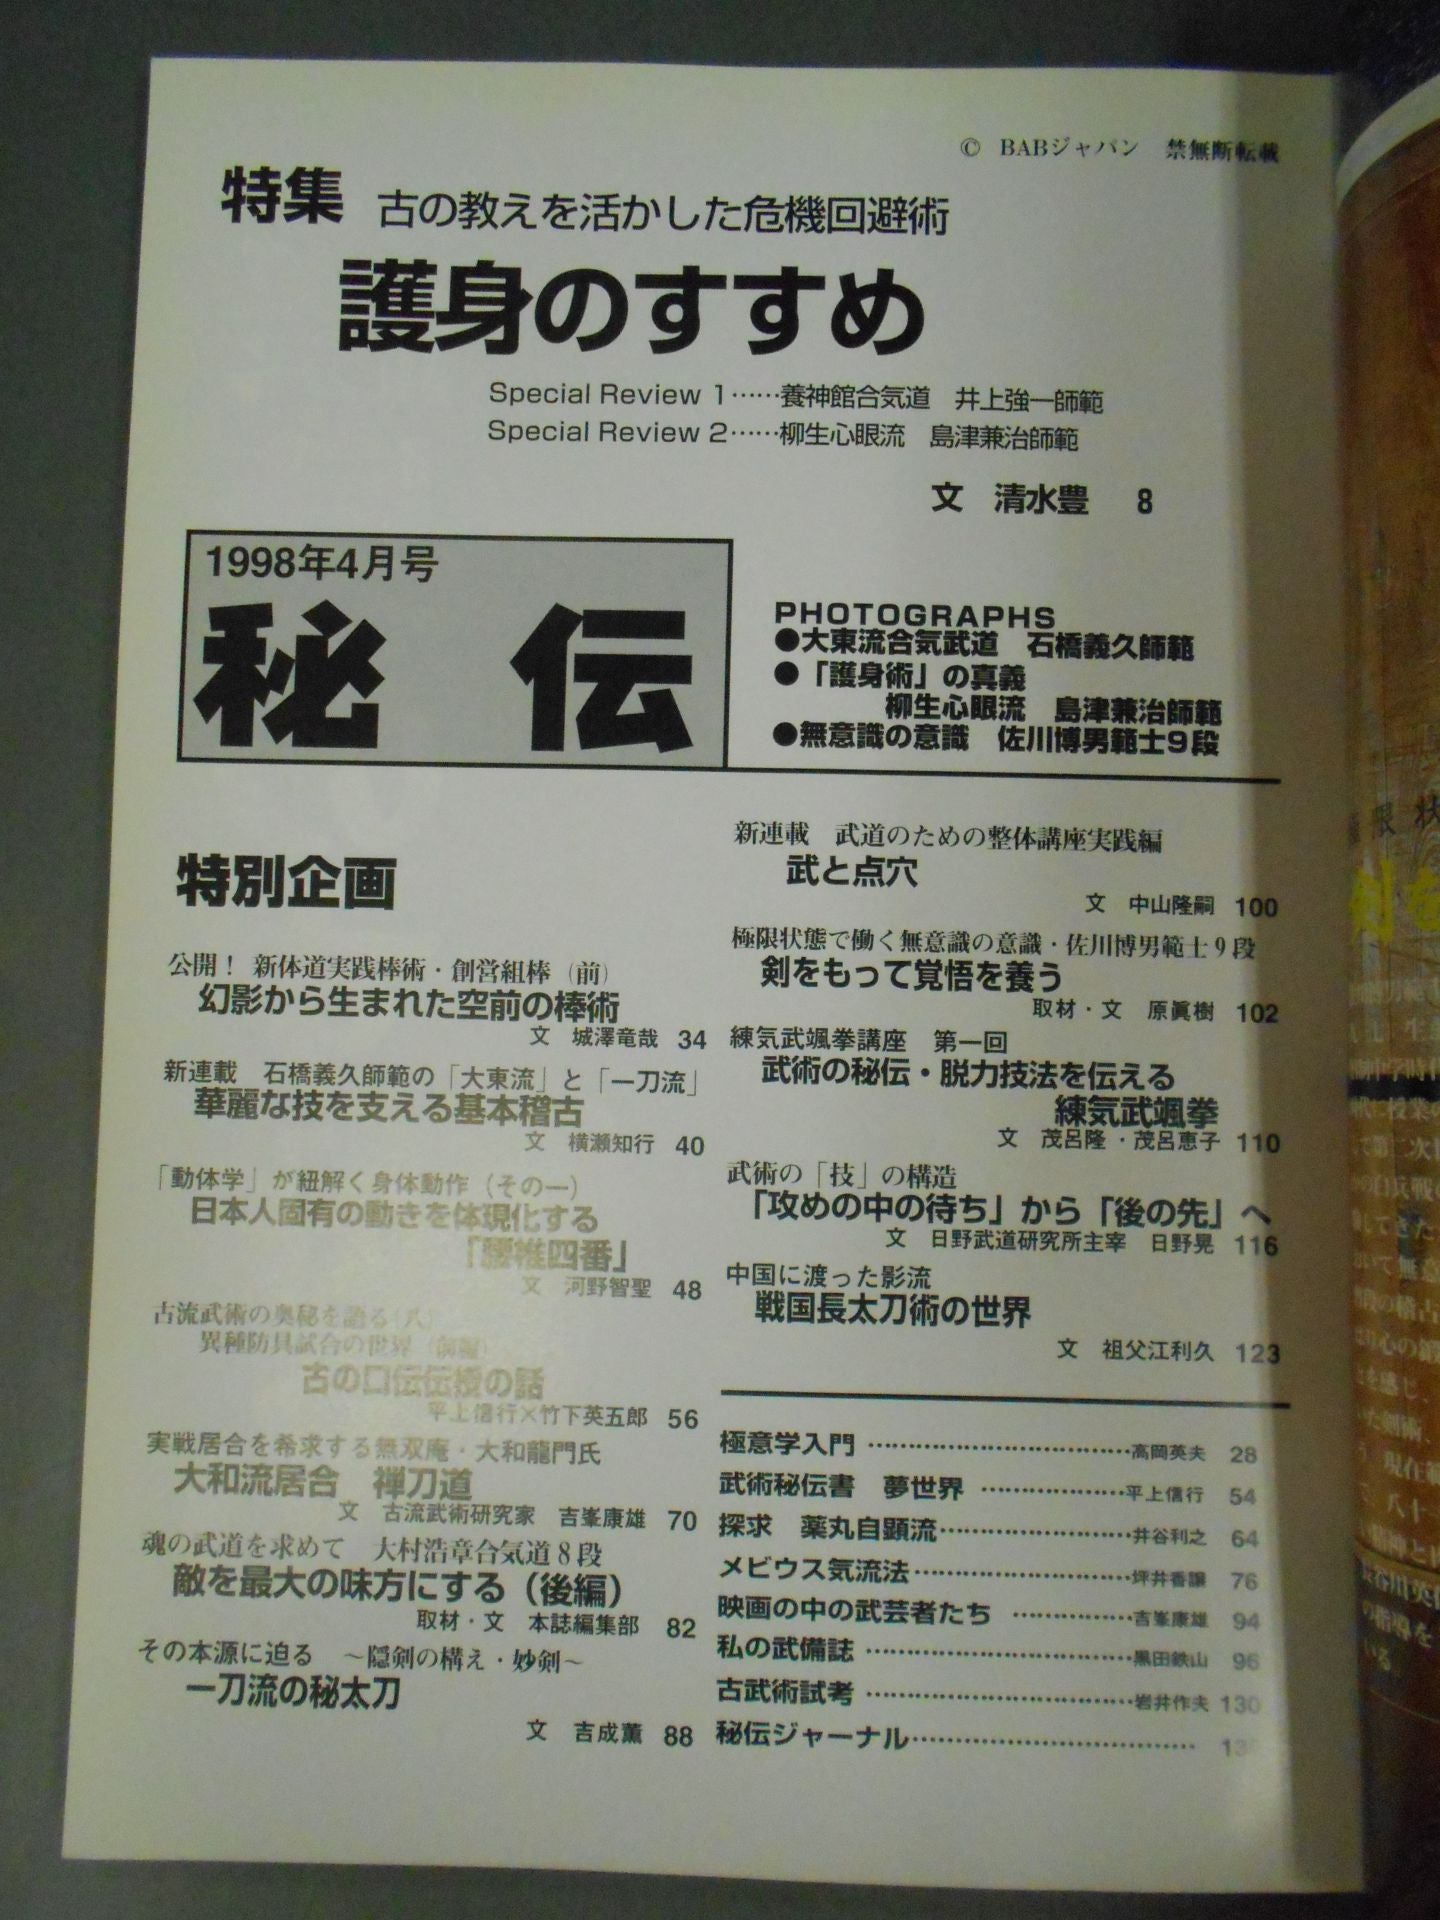 © BABジャパン 禁無断転載
特集 古の教えを活かした危機回避術
護身のすすめ
Special Review 1……養神館合気道 井上強一師範
Special Review 2……柳生心眼流 島津兼治師範
文 清水豊 8
1998年4月号
秘伝
PHOTOGRAPHS
●大東流合気武道 石橋義久師範
●「護身術」の真義
柳生心眼流 島津兼治師範
●無意識の意識 佐川博男範士9段
特別企画
公開！ 新体道実践棒術・創営組棒（前）
幻影から生まれた空前の棒術
文 城澤竜哉 34
新連載 石橋義久師範の「大東流」と「一刀流」
華麗な技を支える基本稽古
文 横瀬知行 40
「動体学」が紐解く身体動作（その一）
日本人固有の動きを体現化する
「腰椎四番」
文 河野智聖 48
古流武術の奥秘を語る（八）
異種防具試合の世界（前編）
古の口伝伝授の話
平上信行×竹下英五郎 56
実戦居合を希求する無双庵・大和龍門氏
大和流居合 禅刀道
文 古流武術研究家 吉峯康雄 70
魂の武道を求めて 大村浩章合気道8段
敵を最大の味方にする（後編）
取材・文 本誌編集部 82
その本源に迫る ～隠剣の構え・妙剣～
一刀流の秘太刀
文 吉成薫 88
新連載 武道のための整体講座実践編
武と点穴
文 中山隆嗣 100
極限状態で働く無意識の意識・佐川博男範士9段
剣をもって覚悟を養う
取材・文 原眞樹 102
練気武颯拳講座 第一回
武術の秘伝・脱力技法を伝える
練気武颯拳
文 茂呂隆・茂呂恵子 110
武術の「技」の構造
「攻めの中の待ち」から「後の先」へ
文 日野武道研究所主宰 日野晃 116
中国に渡った影流
戦国長太刀術の世界
文 祖父江利久 123
極意学入門 ……………………… 高岡英夫 28
武術秘伝書 夢世界 ……………… 平上信行 54
探求 薬丸自顕流 ……………… 井谷利之 64
メビウス気流法 ……………… 坪井香譲 76
映画の中の武芸者たち ……………… 吉峯康雄 94
私の武備誌 ……………………… 黒田鉄山 96
古武術試考 ……………………… 岩井作夫 130
秘伝ジャーナル ………………………